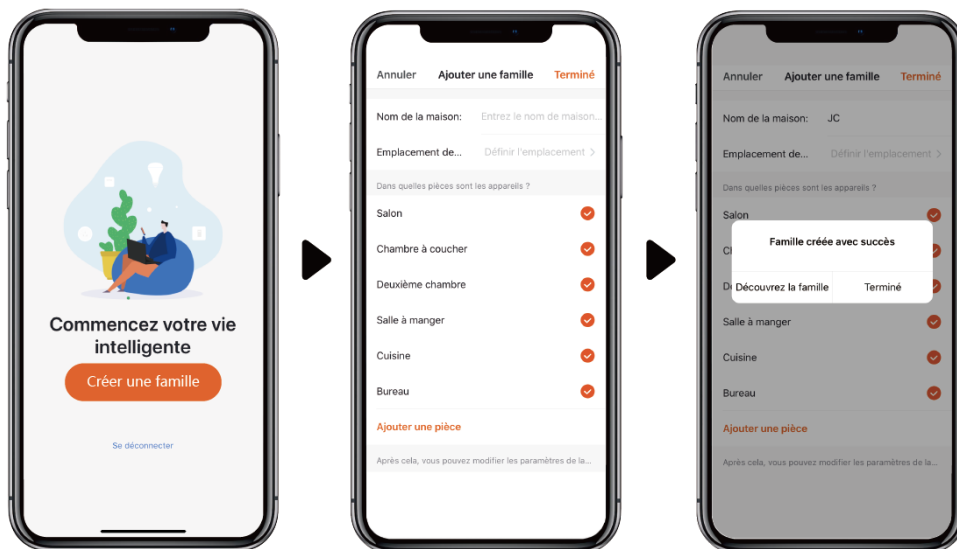 Commencez votre vie
intelligente
Créer une famille
Se déconnecter
Annuler Ajouter une famille Terminé
Nom de la maison: Entrez le nom de maison...
Emplacement de... Définir l'emplacement >
Dans quelles pièces sont les appareils ?
Salon
Chambre à coucher
Deuxième chambre
Salle à manger
Cuisine
Bureau
Ajouter une pièce
Après cela, vous pouvez modifier les paramètres de la...
Annuler Ajouter une famille Terminé
Nom de la maison: JC
Emplacement de... Définir l'emplacement >
Dans quelles pièces sont les appareils ?
Salon
Famille créée avec succès
Découvrez la famille Terminé
Salle à manger
Cuisine
Bureau
Ajouter une pièce
Après cela, vous pouvez modifier les paramètres de la...